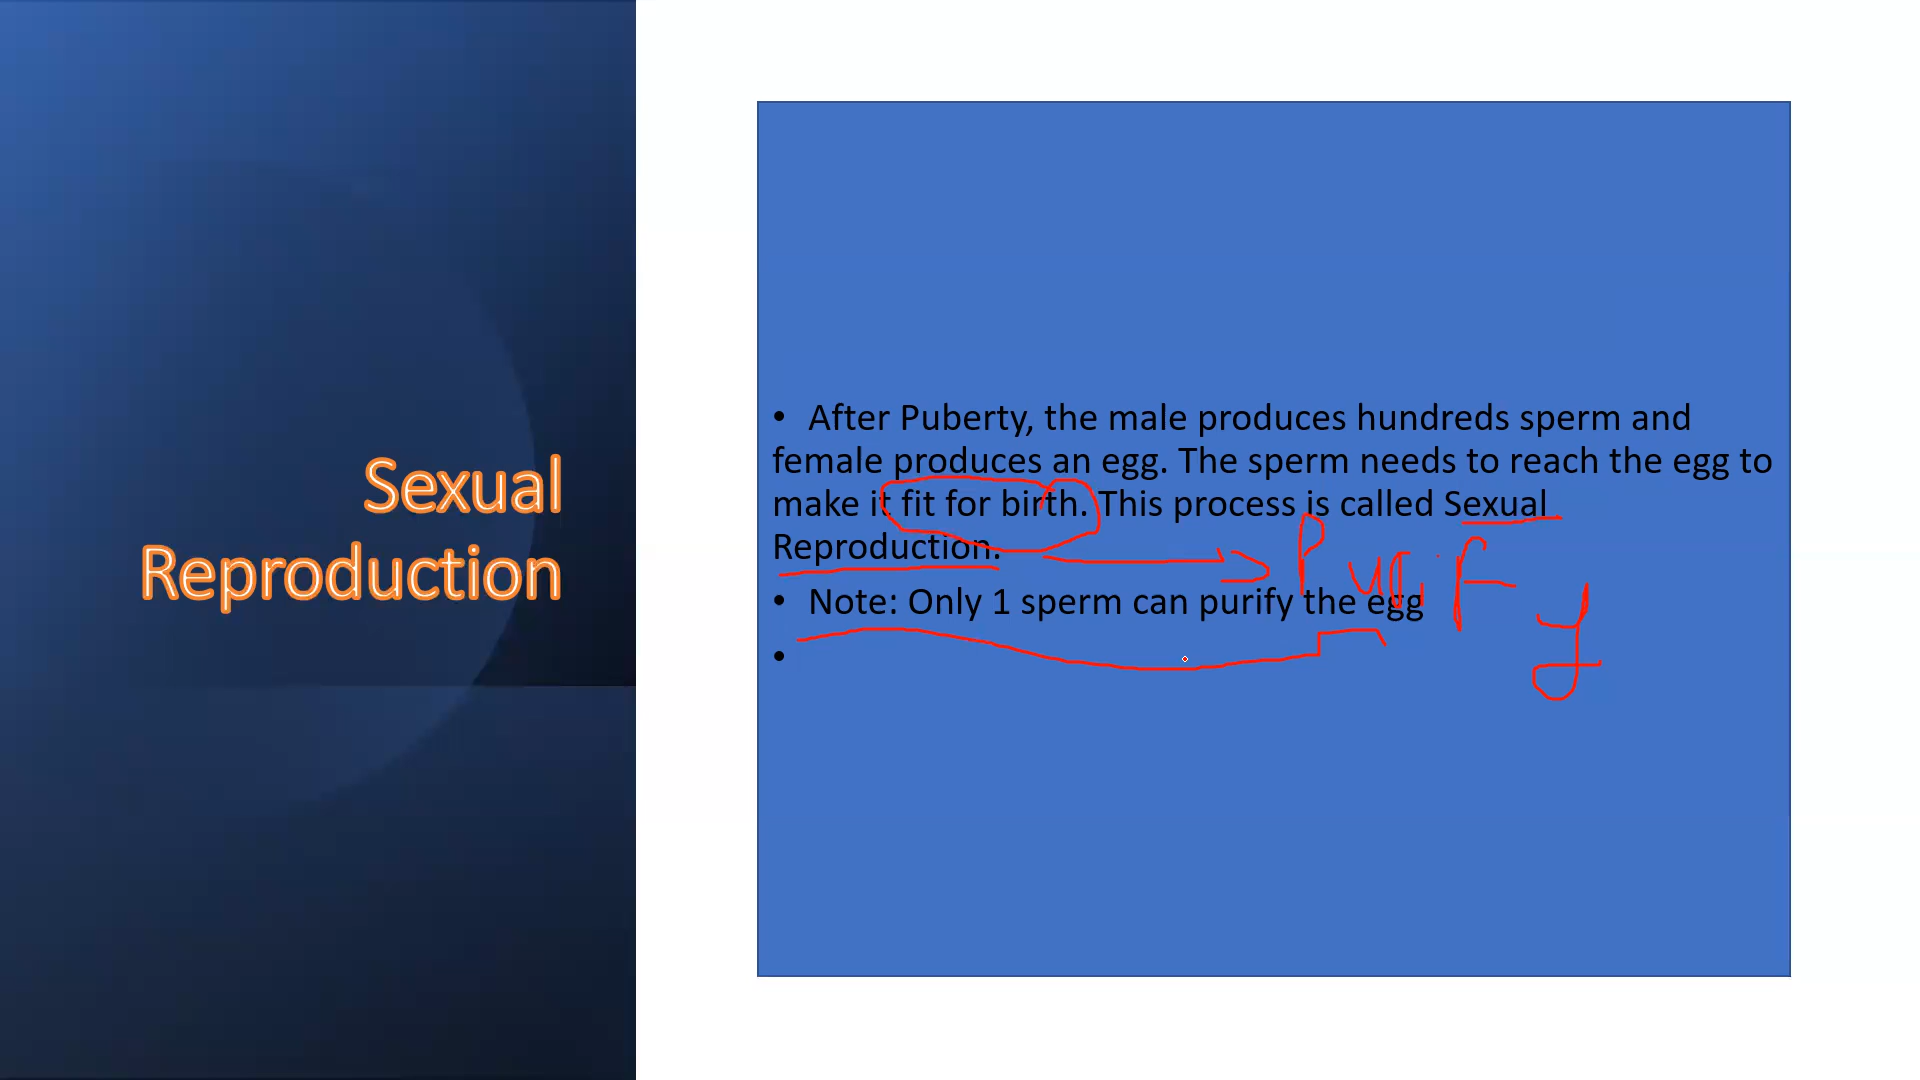 Sexual
Reproduction
• After Puberty, the male produces hundreds sperm and
female produces an egg. The sperm needs to reach the egg to
make it fit for birth. This process is called Sexual
Reproduction.
• Note: Only 1 sperm can purify the egg
•
Purify